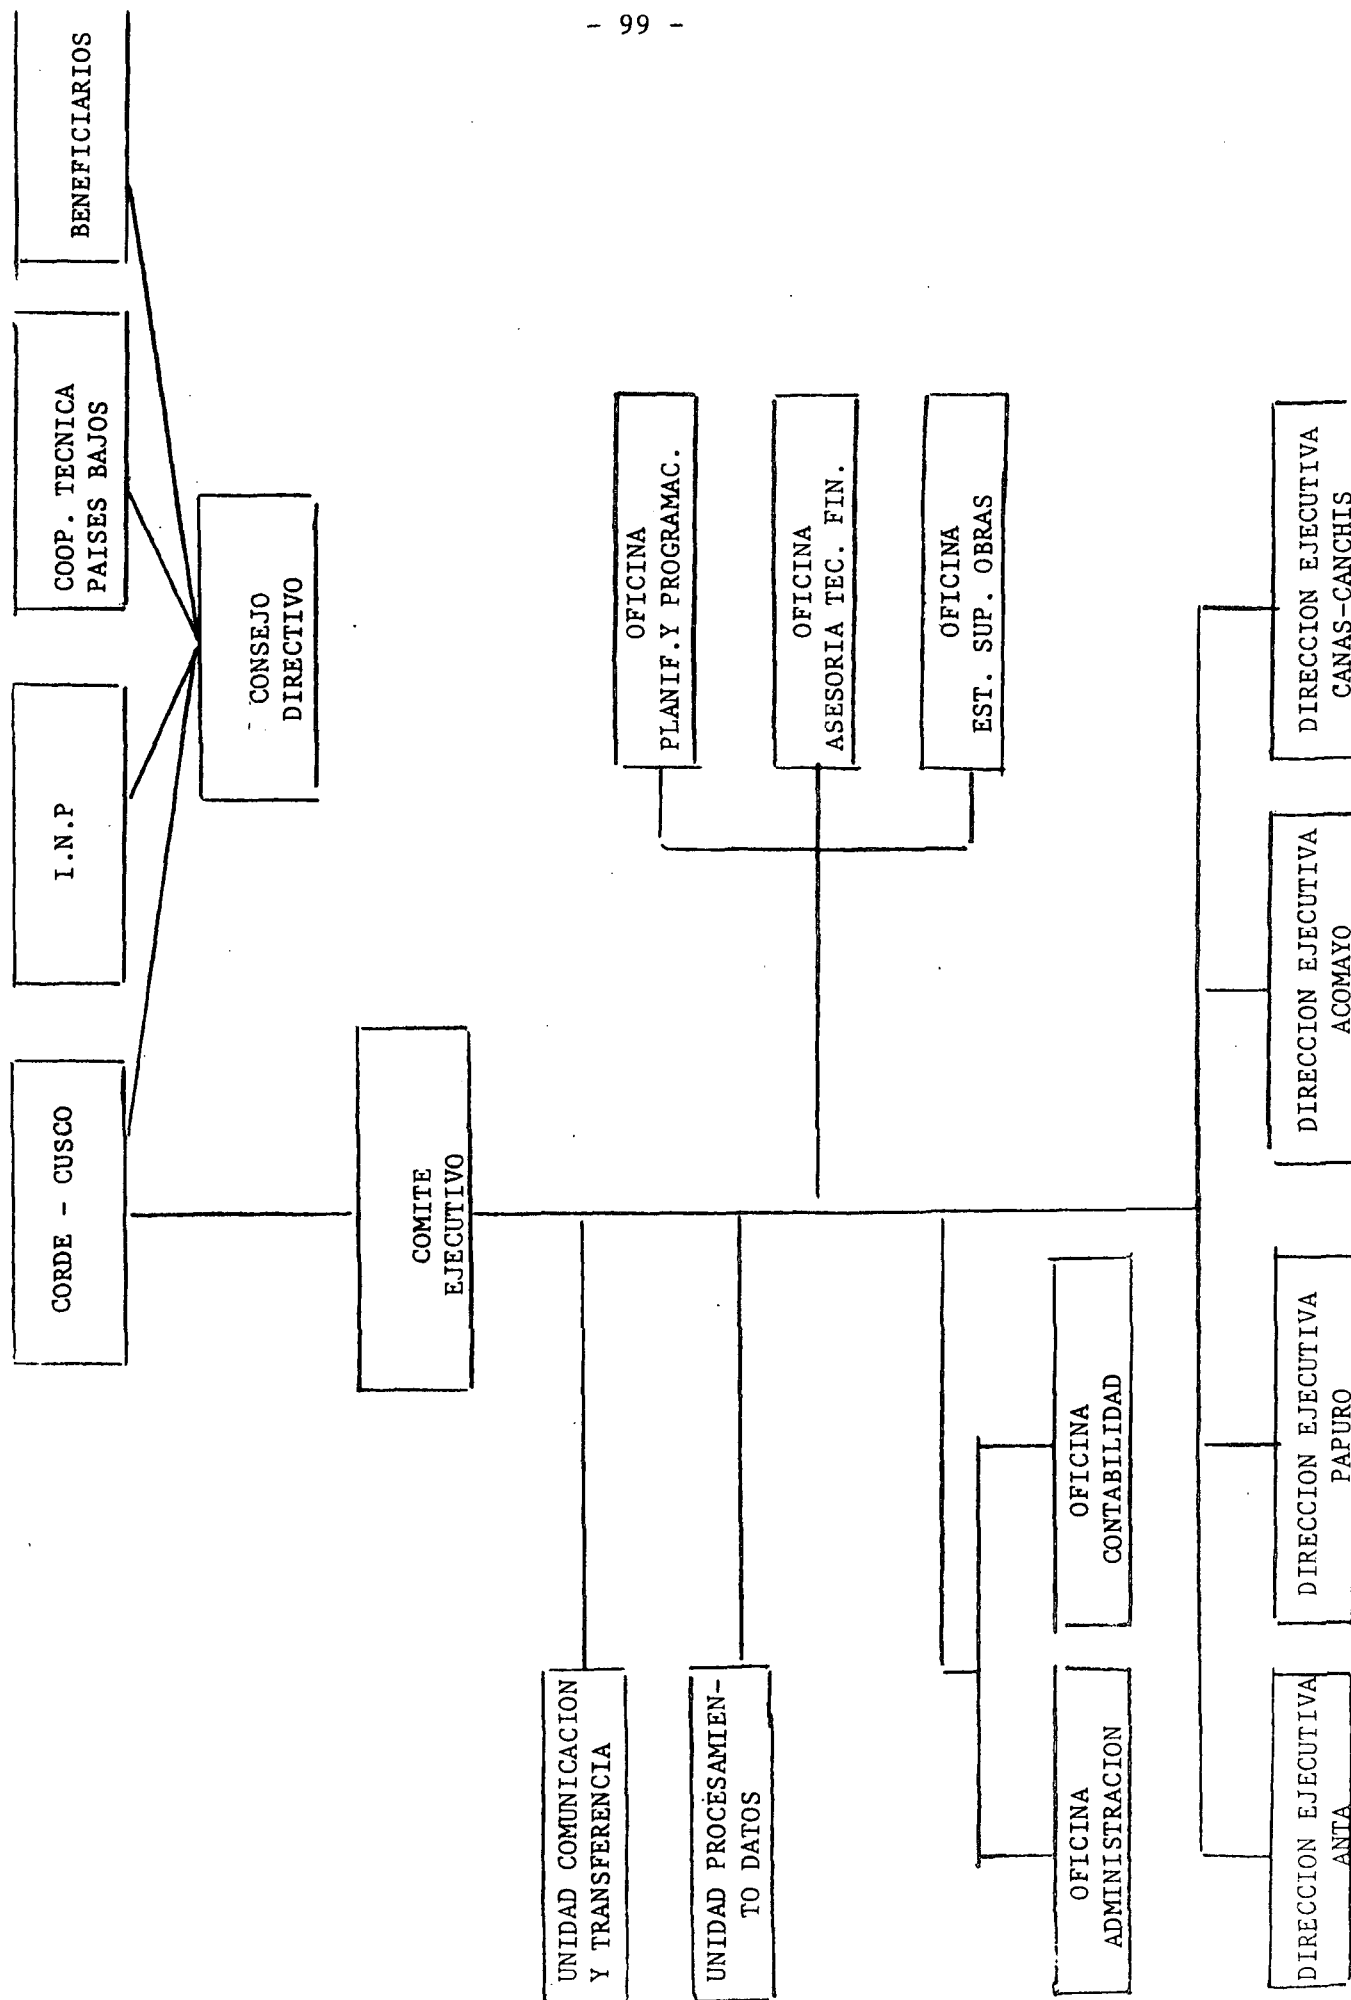 - 99 -
CORDE - CUSCO
I.N.P
COOP. TECNICA
PAISES BAJOS
BENEFICIARIOS
CONSEJO
DIRECTIVO
COMITE
EJECUTIVO
UNIDAD COMUNICACION
Y TRANSFERENCIA
OFICINA
PLANIF.Y PROGRAMAC.
UNIDAD PROCESAMIEN-
TO DATOS
OFICINA
ASESORIA TEC. FIN.
OFICINA
EST. SUP. OBRAS
OFICINA
ADMINISTRACION
OFICINA
CONTABILIDAD
DIRECCION EJECUTIVA
ANTA
DIRECCION EJECUTIVA
PAPURO
DIRECCION EJECUTIVA
ACOMAYO
DIRECCION EJECUTIVA
CANAS-CANCHIS